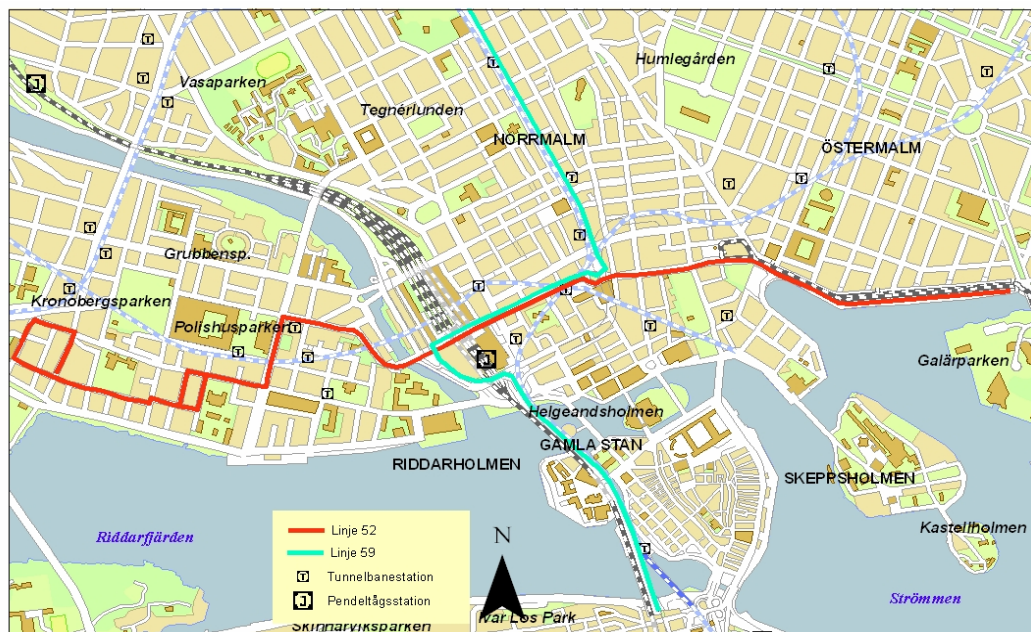 T
T
Humlegården
T
T
J
T
Vasaparken
Tegnérlunden
NORRMALM
ÖSTERMALM
T
T
T
T
T
T
Grubbensp.
T
T
Kronobergsparken
T
T
Polishusparken
T
T
T
T
T
J
Galärparken
T
Helgeandsholmen
GAMLA STAN
RIDDARHOLMEN
SKEPPSHOLMEN
Kastellholmen
Linje 52
Riddarfjärden
N
Linje 59
T
T Tunnelbanestation
J Pendeltågsstation
Strömmen
Ivar Los Park
Skinnarviksparken